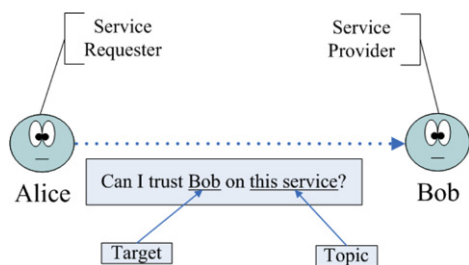 Service
Requester
Service
Provider
Alice
Bob
Can I trust Bob on this service?
Target
Topic